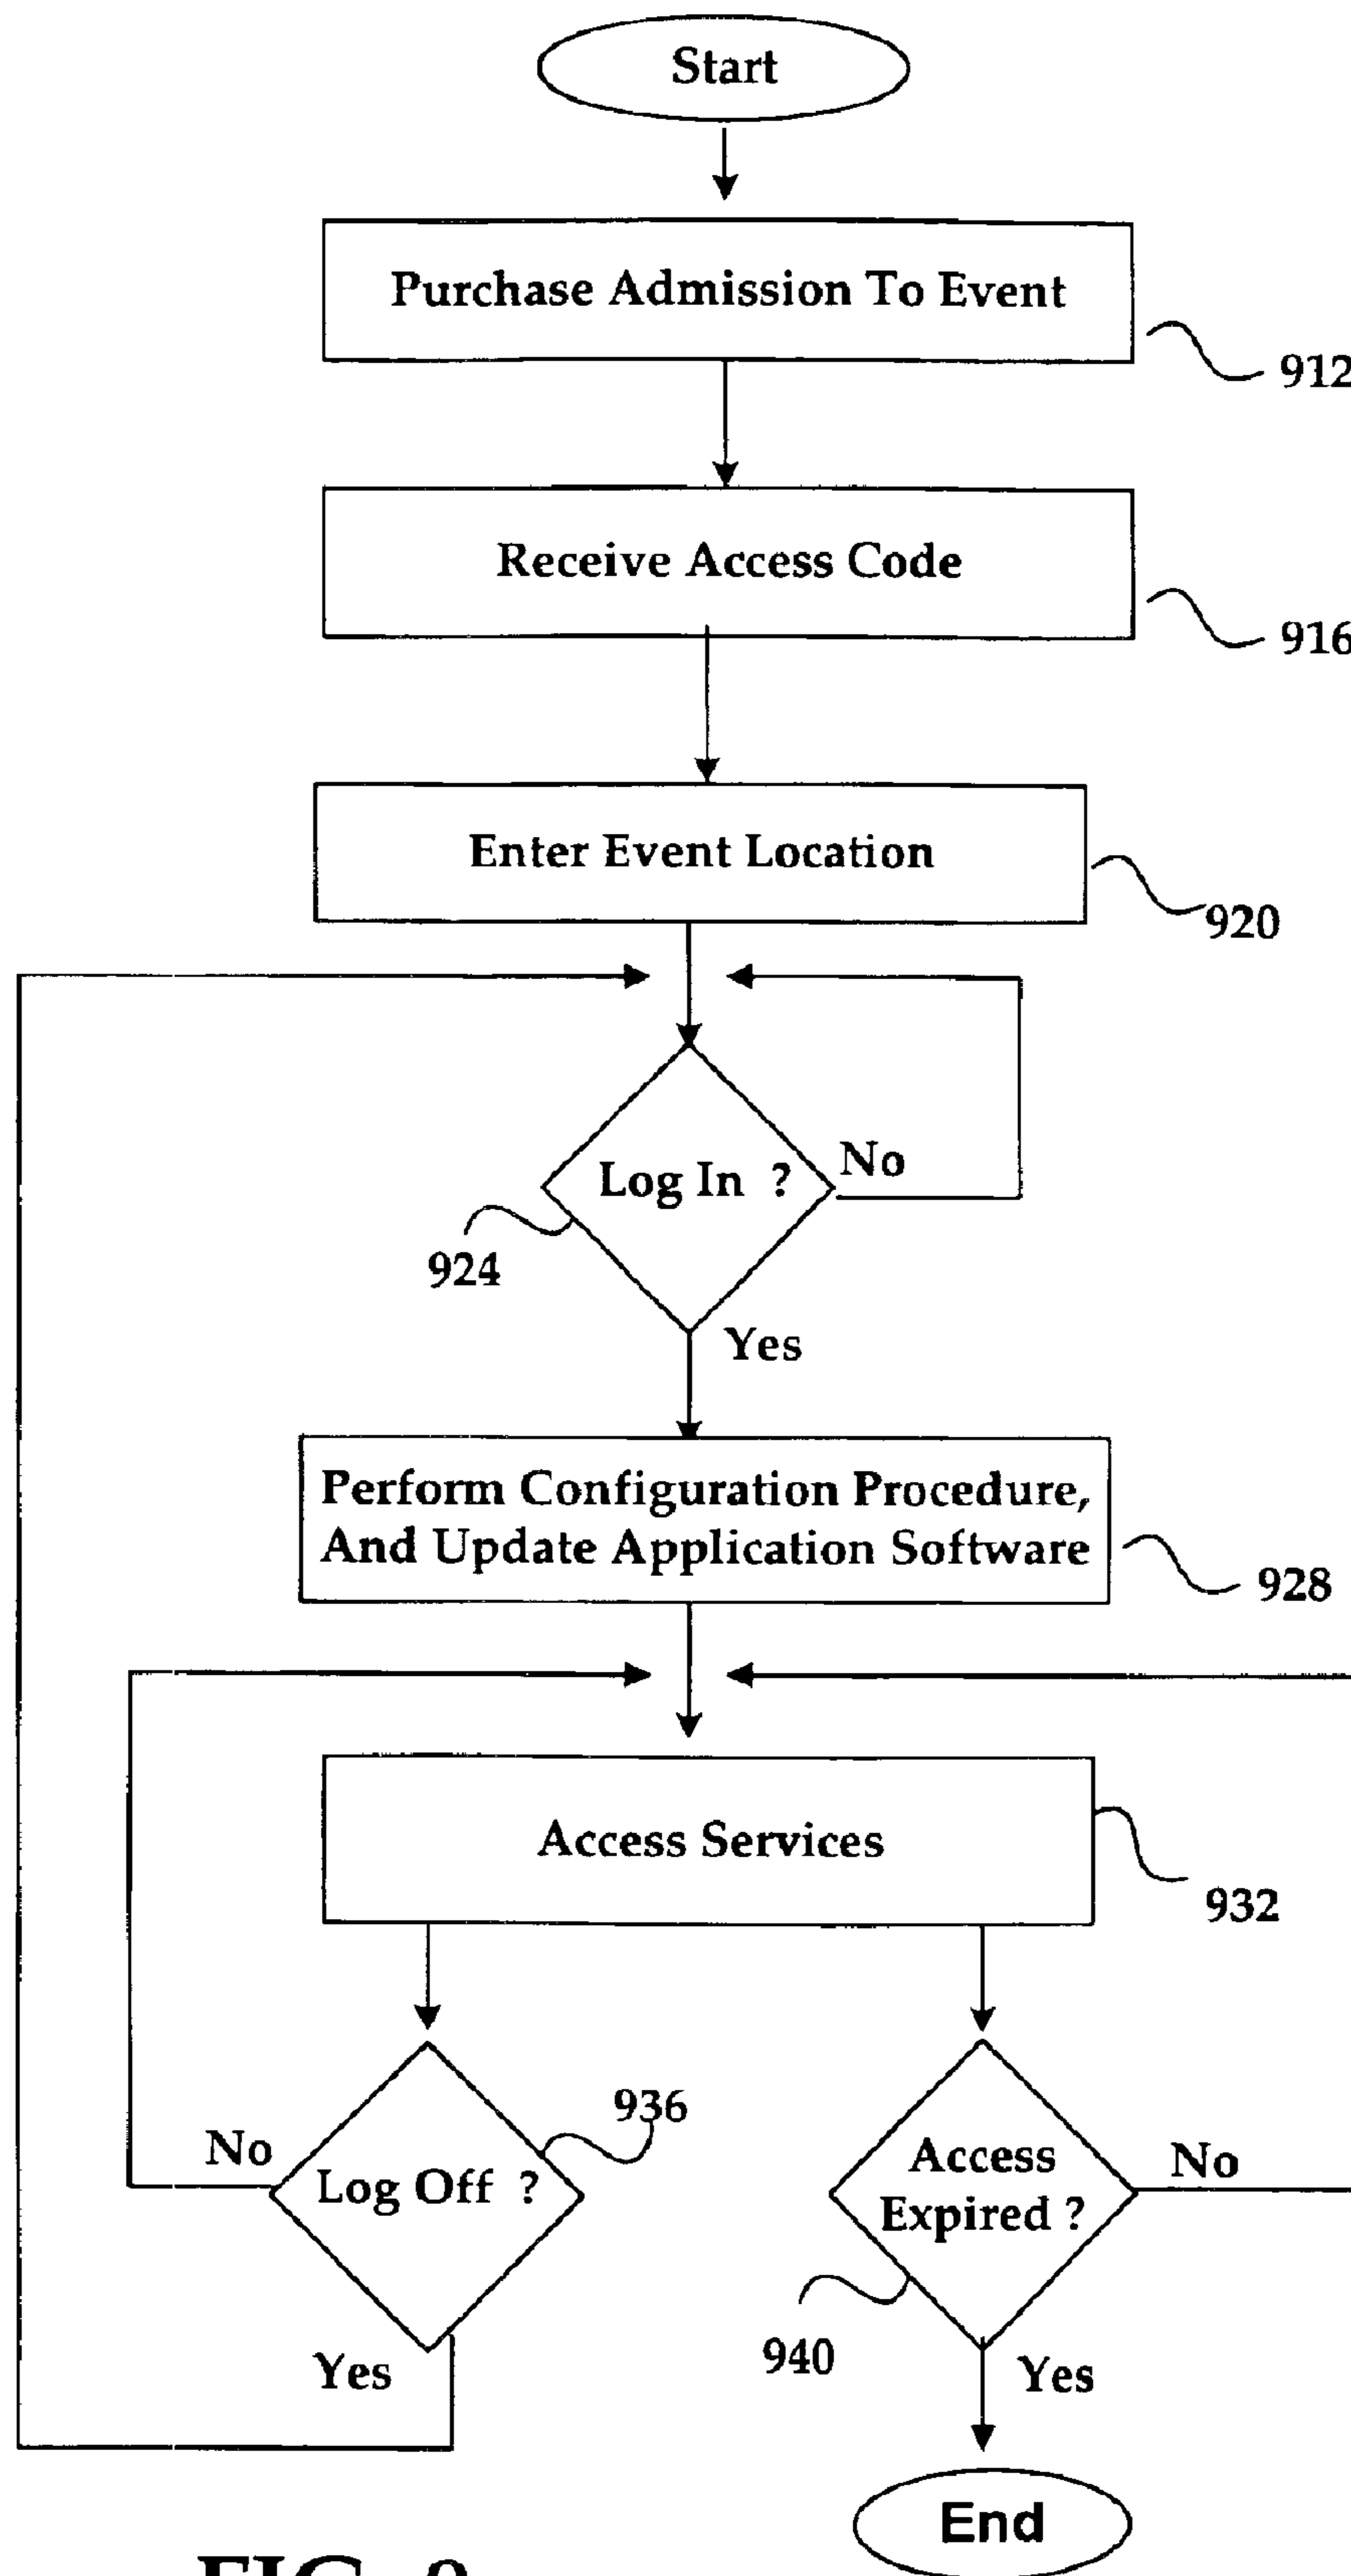 Start
Purchase Admission To Event
912
Receive Access Code
916
Enter Event Location
920
Log In ?
No
924
Yes
Perform Configuration Procedure,
And Update Application Software
928
Access Services
932
936
No
Log Off ?
Yes
Access
Expired ?
No
940
Yes
End